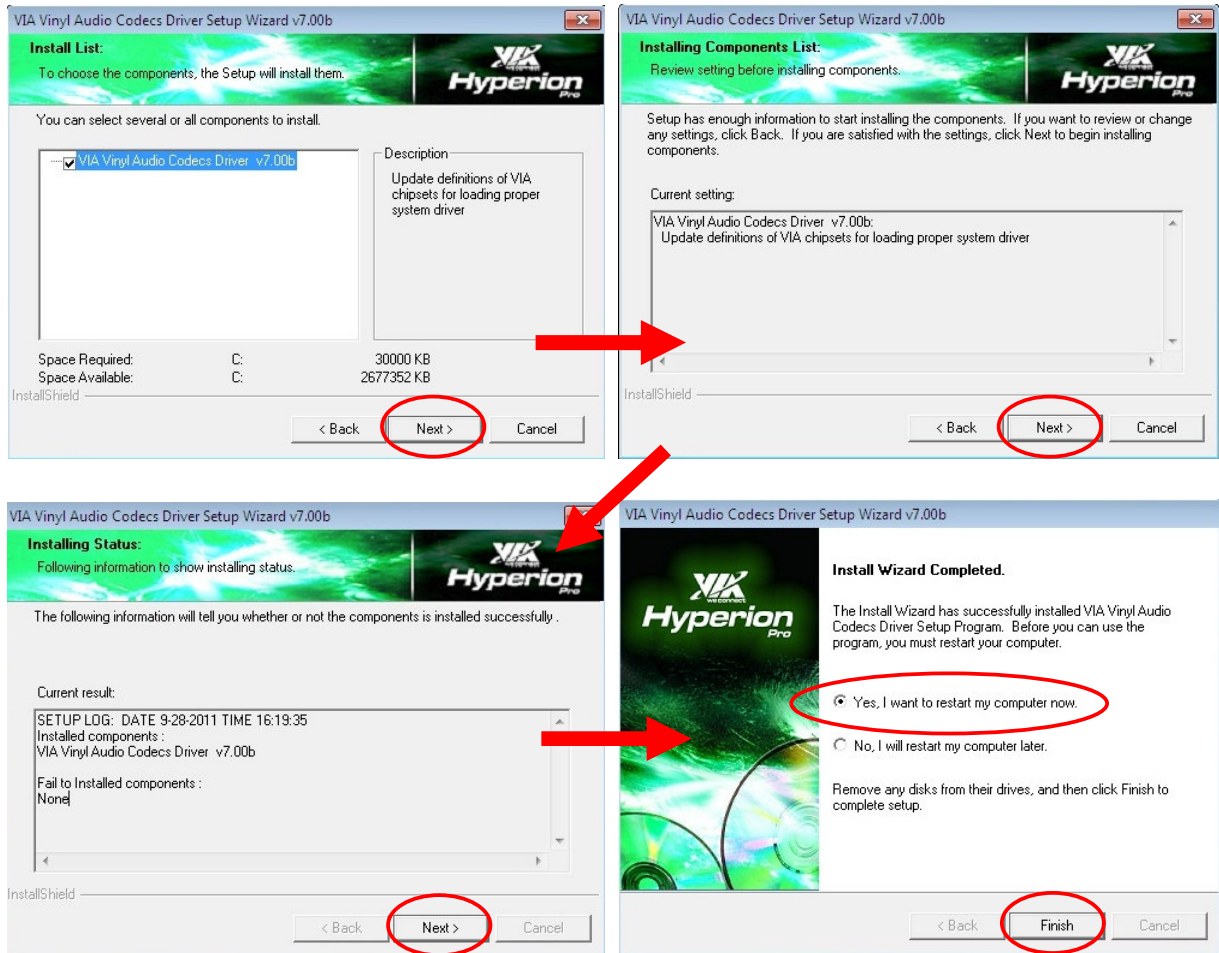 VIA Vinyl Audio Codecs Driver Setup Wizard v7.00b
Install List:
To choose the components, the Setup will install them.
VIA
we connect
Hyperion
Pro
You can select several or all components to install.
VIA Vinyl Audio Codecs Driver v7.00b
Description
Update definitions of VIA
chipsets for loading proper
system driver
Space Required: C: 30000 KB
Space Available: C: 2677352 KB
InstallShield
< Back Next > Cancel
VIA Vinyl Audio Codecs Driver Setup Wizard v7.00b
Installing Components List:
Review setting before installing components.
VIA
we connect
Hyperion
Pro
Setup has enough information to start installing the components. If you want to review or change
any settings, click Back. If you are satisfied with the settings, click Next to begin installing
components.
Current setting:
VIA Vinyl Audio Codecs Driver v7.00b:
Update definitions of VIA chipsets for loading proper system driver
InstallShield
< Back Next > Cancel
VIA Vinyl Audio Codecs Driver Setup Wizard v7.00b
Installing Status:
Following information to show installing status.
VIA
we connect
Hyperion
Pro
The following information will tell you whether or not the components is installed successfully .
Current result:
SETUP LOG: DATE 9-28-2011 TIME 16:19:35
Installed components :
VIA Vinyl Audio Codecs Driver v7.00b
Fail to Installed components :
None
InstallShield
< Back Next > Cancel
VIA Vinyl Audio Codecs Driver Setup Wizard v7.00b
VIA
we connect
Hyperion
Pro
Install Wizard Completed.
The Install Wizard has successfully installed VIA Vinyl Audio
Codecs Driver Setup Program. Before you can use the
program, you must restart your computer.
Yes, I want to restart my computer now.
No, I will restart my computer later.
Remove any disks from their drives, and then click Finish to
complete setup.
< Back Finish Cancel